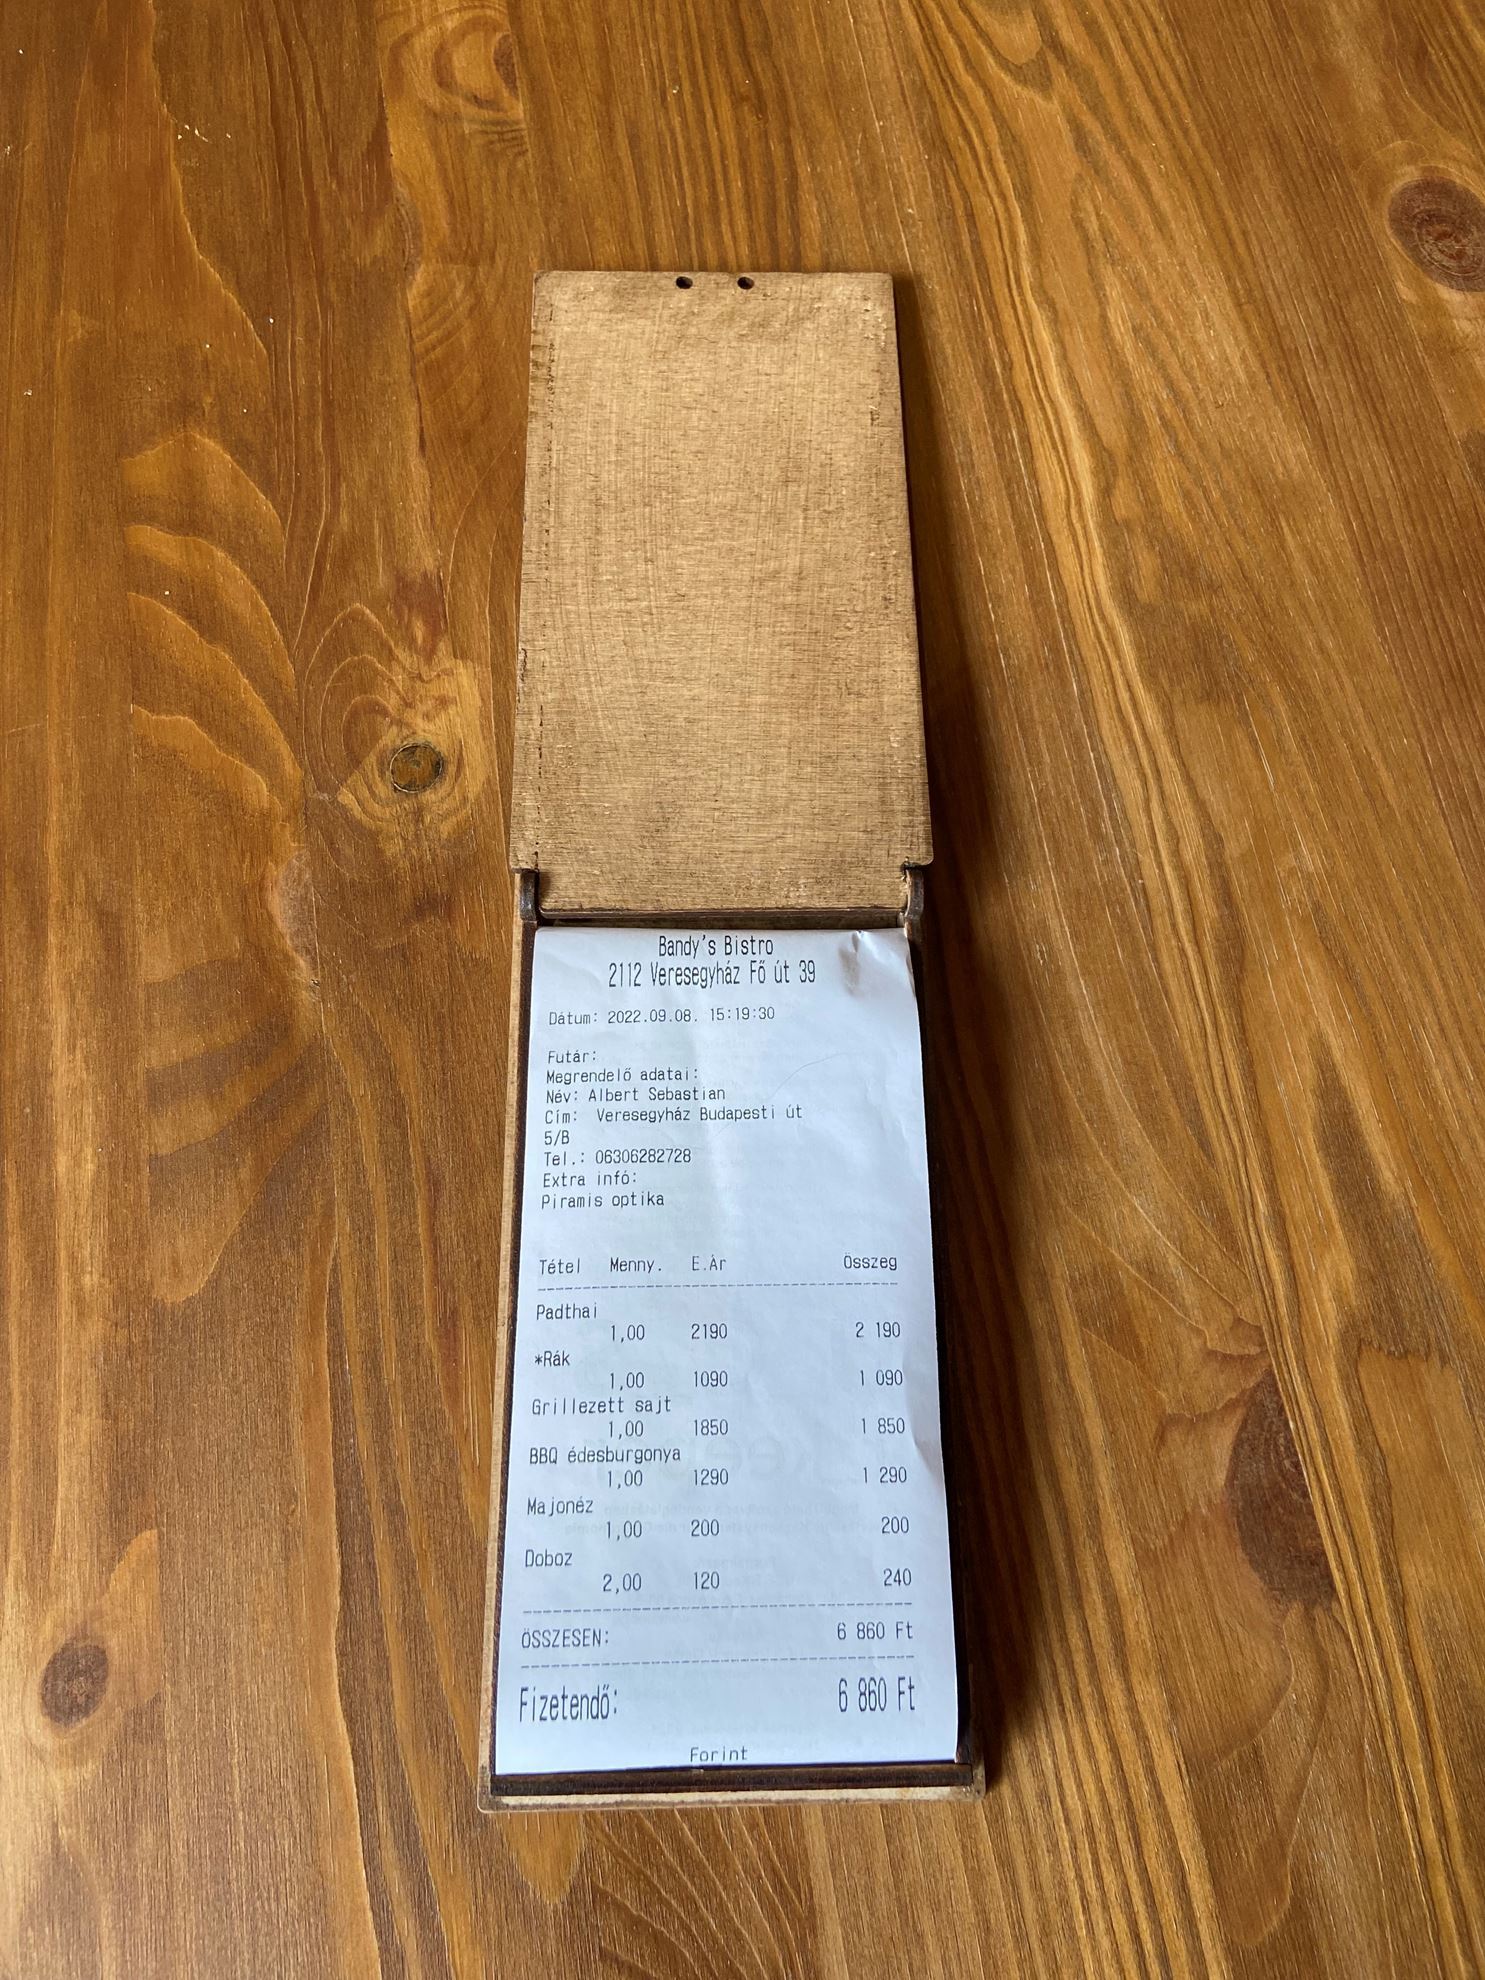 Bandy's Bistro
2112 Veresegyház Fő út 39
Dátum: 2022.09.08. 15:19:30
Futár:
Megrendelő adatai:
Név: Albert Sebastian
Cím: Veresegyház Budapesti út
5/B
Tel.: 06306282728
Extra infó:
Piramis optika
Tétel Menny. E.Ár Összeg
Padthai
1,00 2190 2 190
*Rák
1,00 1090 1 090
Grillezett sajt
1,00 1850 1 850
BBQ édesburgonya
1,00 1290 1 290
Majonéz
1,00 200 200
Doboz
2,00 120 240
ÖSSZESEN: 6 860 Ft
Fizetendő: 6 860 Ft
Forint